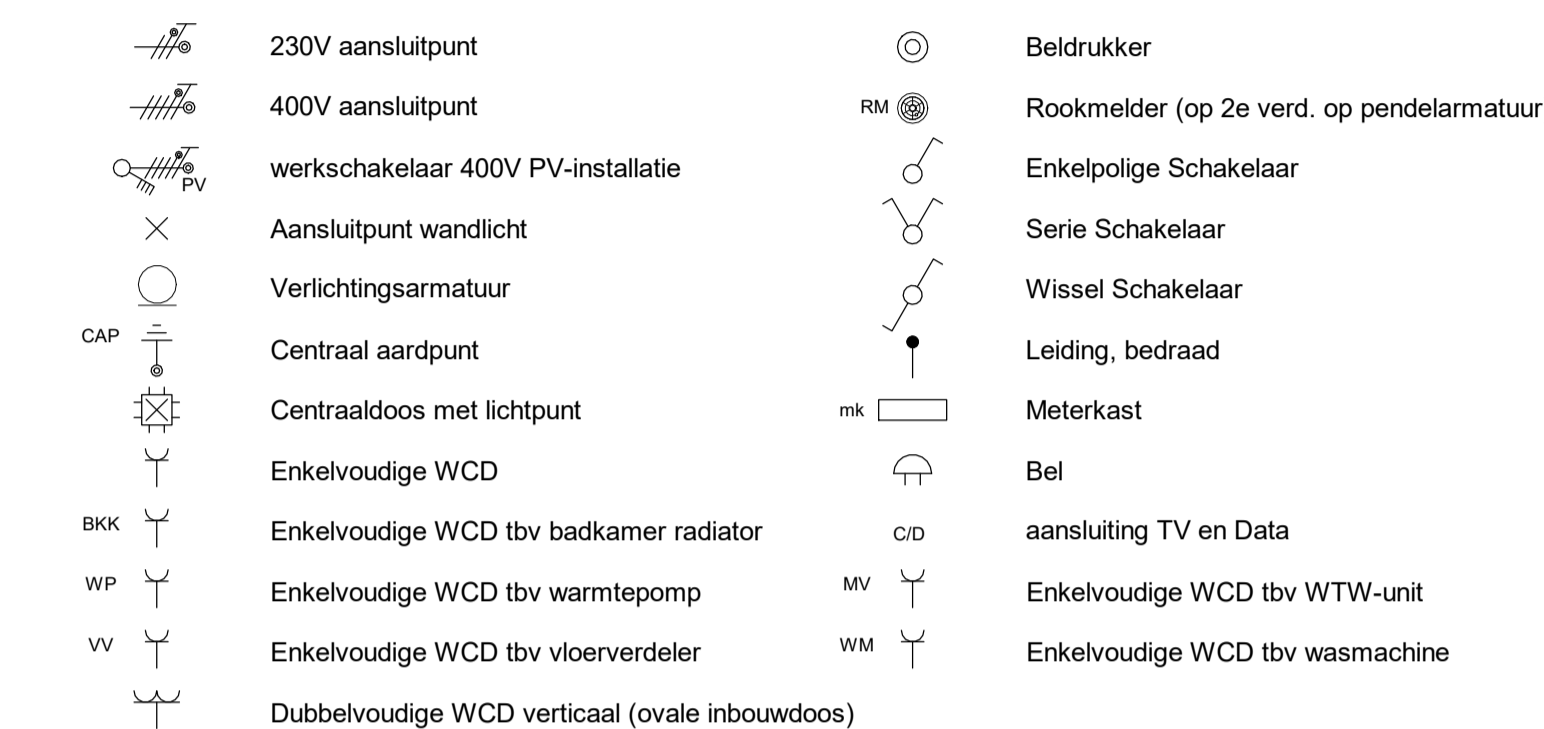 230V aansluitpunt
400V aansluitpunt
werkschakelaar 400V PV-installatie
PV
Aansluitpunt wandlicht
Verlichtingsarmatuur
CAP Centraal aardpunt
Centraaldoos met lichtpunt
Enkelvoudige WCD
BKK Enkelvoudige WCD tbv badkamer radiator
WP Enkelvoudige WCD tbv warmtepomp
VV Enkelvoudige WCD tbv vloerverdeler
Dubbelvoudige WCD verticaal (ovale inbouwdoos)
Beldrukker
RM Rookmelder (op 2e verd. op pendelarmatuur
Enkelpolige Schakelaar
Serie Schakelaar
Wissel Schakelaar
Leiding, bedraad
mk Meterkast
Bel
C/D aansluiting TV en Data
MV Enkelvoudige WCD tbv WTW-unit
WM Enkelvoudige WCD tbv wasmachine